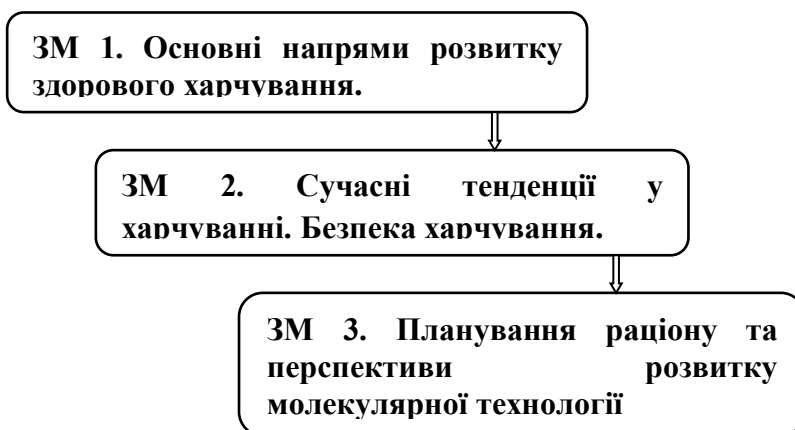 ЗМ 1. Основні напрями розвитку
здорового харчування.
ЗМ 2. Сучасні тенденції у
харчуванні. Безпека харчування.
ЗМ 3. Планування раціону та
перспективи розвитку
молекулярної технології